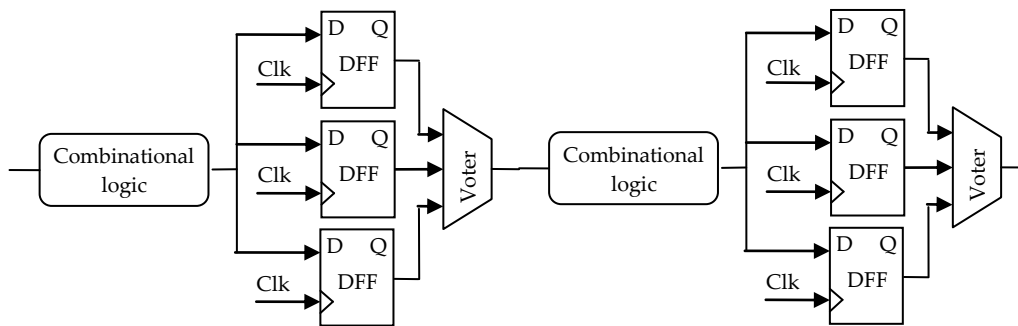 D Q
DFF
Clk
D Q
DFF
Clk
D Q
DFF
Clk
Combinational
logic
Voter
Combinational
logic
D Q
DFF
Clk
D Q
DFF
Clk
D Q
DFF
Clk
Voter